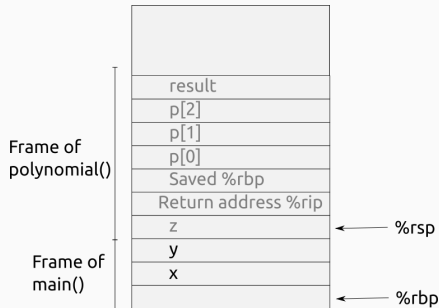 result
p[2]
p[1]
p[0]
Saved %rbp
Return address %rip
z
y
x
Frame of
polynomial()
Frame of
main()
%rsp
%rbp